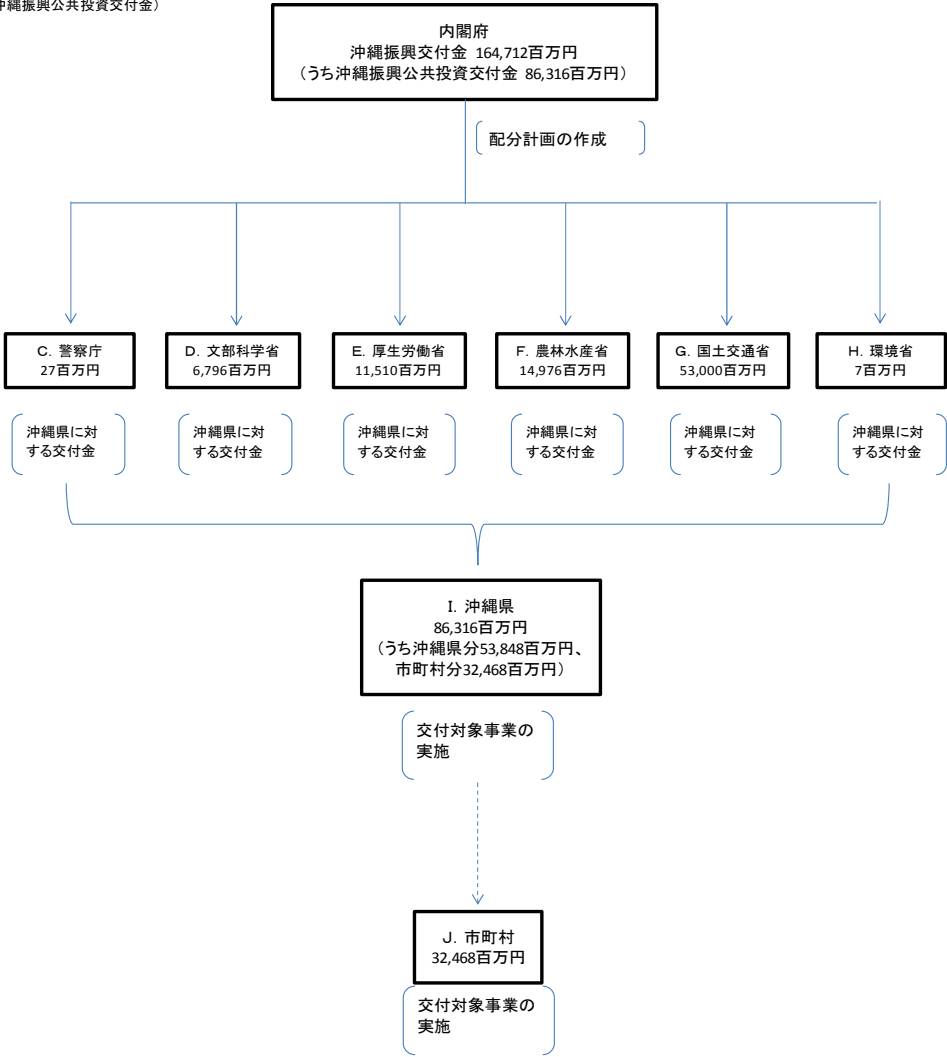 沖縄振興公共投資交付金）
内閣府
沖縄振興交付金 164,712百万円
（うち沖縄振興公共投資交付金 86,316百万円）
配分計画の作成
C. 警察庁
27百万円
D. 文部科学省
6,796百万円
E. 厚生労働省
11,510百万円
F. 農林水産省
14,976百万円
G. 国土交通省
53,000百万円
H. 環境省
7百万円
沖縄県に対
する交付金
沖縄県に対
する交付金
沖縄県に対
する交付金
沖縄県に対
する交付金
沖縄県に対
する交付金
沖縄県に対
する交付金
I. 沖縄県
86,316百万円
（うち沖縄県分53,848百万円、
市町村分32,468百万円）
交付対象事業の
実施
J. 市町村
32,468百万円
交付対象事業の
実施